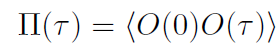 Π(τ) = ⟨O(0)O(τ)⟩